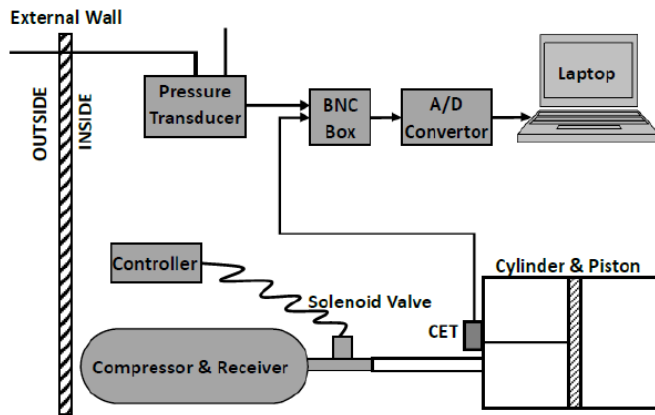 External Wall
OUTSIDE
INSIDE
Pressure
Transducer
BNC
Box
A/D
Convertor
Laptop
Controller
Solenoid Valve
Cylinder & Piston
CET
Compressor & Receiver